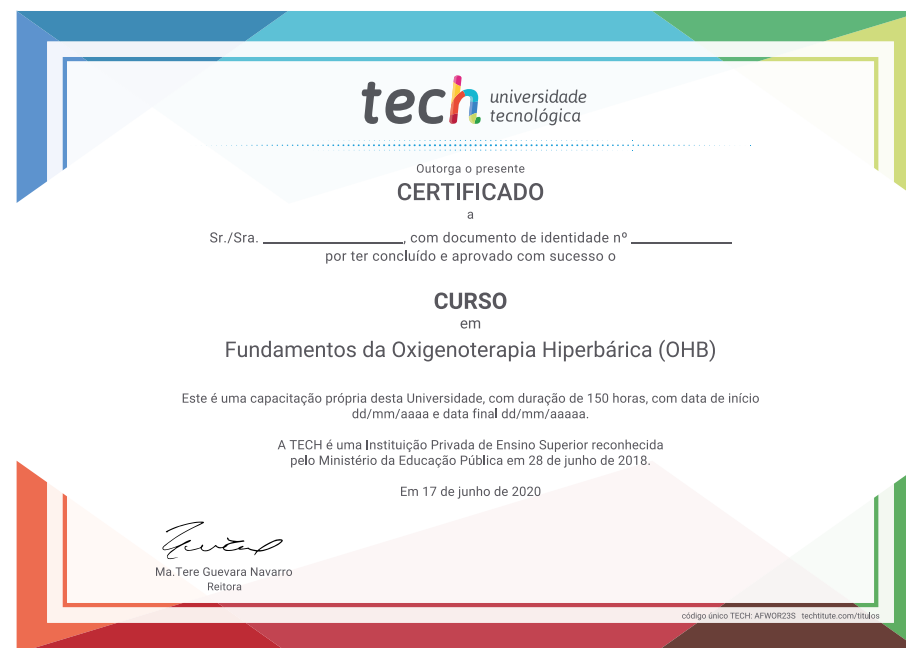 tech universidade
tecnológica
Outorga o presente
CERTIFICADO
a
Sr./Sra. ____________________, com documento de identidade nº ______________
por ter concluído e aprovado com sucesso o
CURSO
em
Fundamentos da Oxigenoterapia Hiperbárica (OHB)
Este é uma capacitação própria desta Universidade, com duração de 150 horas, com data de início
dd/mm/aaaa e data final dd/mm/aaaaa.
A TECH é uma Instituição Privada de Ensino Superior reconhecida
pelo Ministério da Educação Pública em 28 de junho de 2018.
Em 17 de junho de 2020
Ma.Tere Guevara Navarro
Reitora
código único TECH: AFWOR23S techtitute.com/titulos